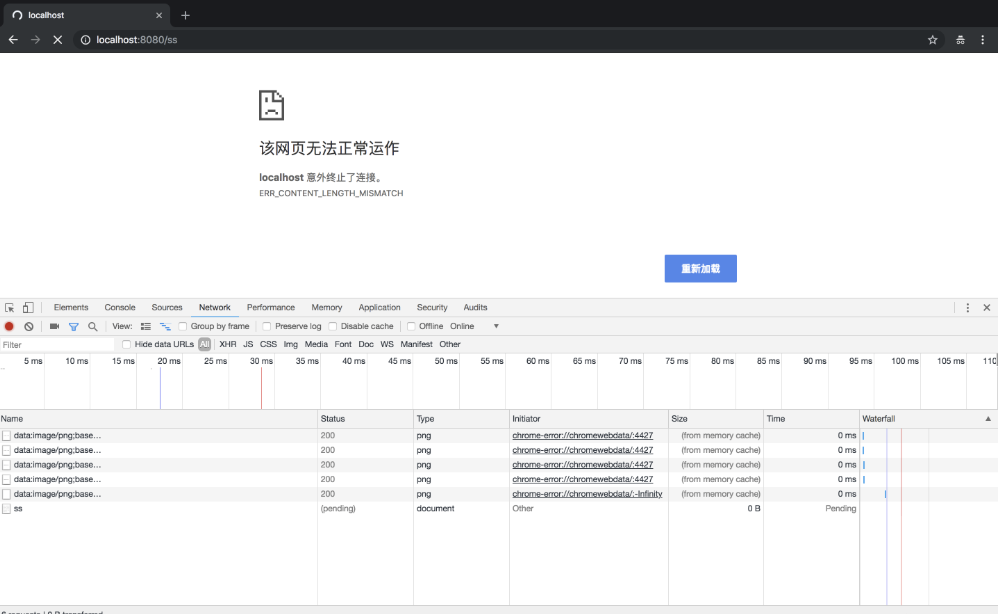 localhost
localhost:8080/ss
该网页无法正常运作
localhost 意外终止了连接。
ERR_CONTENT_LENGTH_MISMATCH
重新加载
Elements Console Sources Network Performance Memory Application Security Audits
View: Group by frame Preserve log Disable cache Offline Online
Filter Hide data URLs All XHR JS CSS Img Media Font Doc WS Manifest Other
5 ms 10 ms 15 ms 20 ms 25 ms 30 ms 35 ms 40 ms 45 ms 50 ms 55 ms 60 ms 65 ms 70 ms 75 ms 80 ms 85 ms 90 ms 95 ms 100 ms 105 ms 110
Name Status Type Initiator Size Time Waterfall
data:image/png;base... 200 png chrome-error://chromewebdata/:4427 (from memory cache) 0 ms
data:image/png;base... 200 png chrome-error://chromewebdata/:4427 (from memory cache) 0 ms
data:image/png;base... 200 png chrome-error://chromewebdata/:4427 (from memory cache) 0 ms
data:image/png;base... 200 png chrome-error://chromewebdata/:4427 (from memory cache) 0 ms
data:image/png;base... 200 png chrome-error://chromewebdata/:-Infinity (from memory cache) 0 ms
ss (pending) document Other 0 B Pending
6 requests | 0 B transferred